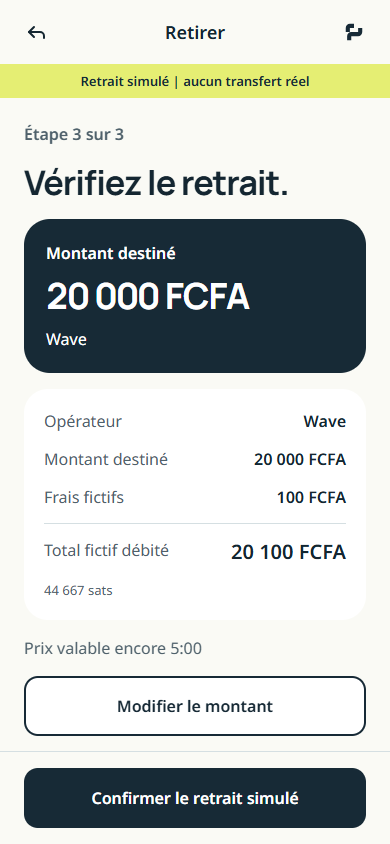 Retirer
Retrait simulé | aucun transfert réel
Étape 3 sur 3
Vérifiez le retrait.
Montant destiné
20 000 FCFA
Wave
Opérateur Wave
Montant destiné 20 000 FCFA
Frais fictifs 100 FCFA
Total fictif débité 20 100 FCFA
44 667 sats
Prix valable encore 5:00
Modifier le montant
Confirmer le retrait simulé